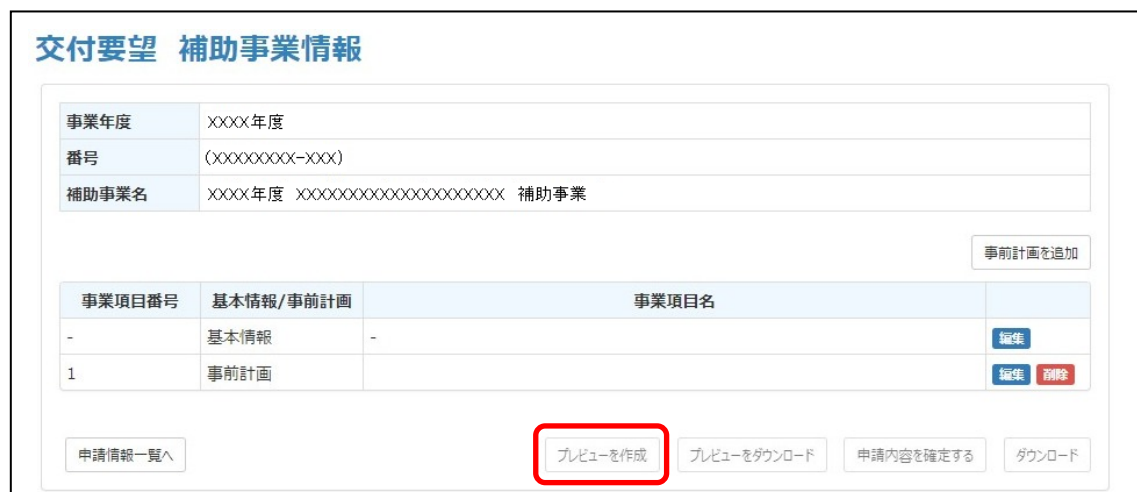 交付要望 補助事業情報
事業年度 XXXX年度
番号 (XXXXXXXX-XXX)
補助事業名 XXXX年度 XXXXXXXXXXXXXXXXXXXX 補助事業
事前計画を追加
事業項目番号 基本情報/事前計画 事業項目名
- 基本情報 - 編集
1 事前計画 編集 削除
申請情報一覧へ プレビューを作成 プレビューをダウンロード 申請内容を確定する ダウンロード